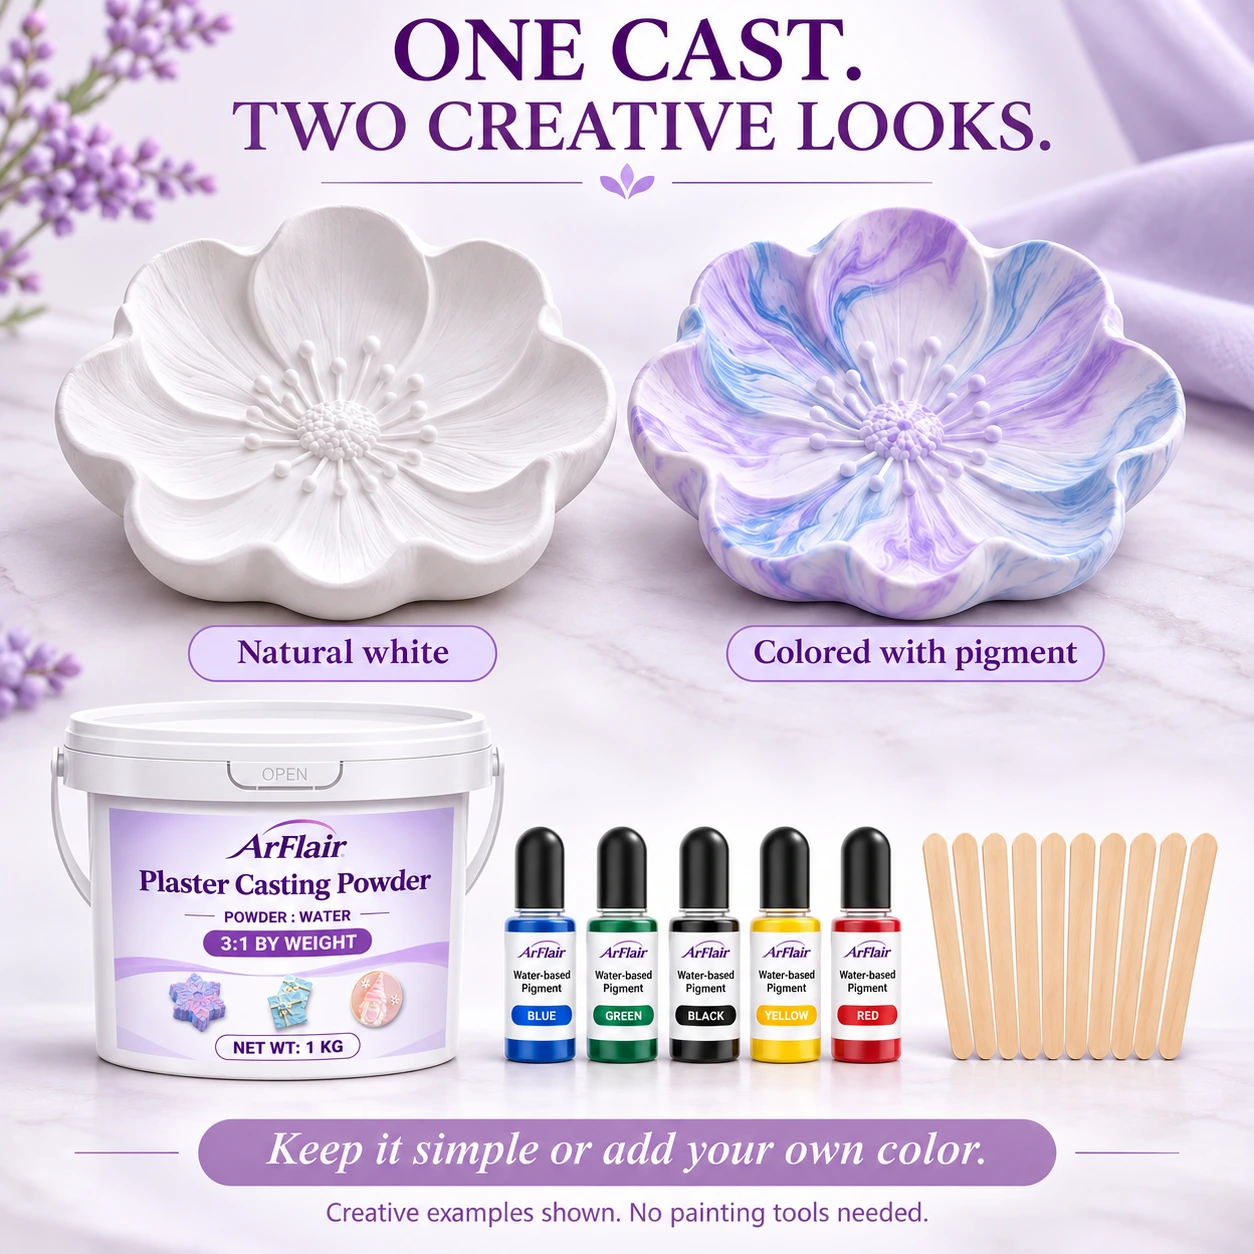 ONE CAST.
TWO CREATIVE LOOKS.
Natural white
Colored with pigment
OPEN
ArFlair
Plaster Casting Powder
POWDER : WATER
3:1 BY WEIGHT
NET WT: 1 KG
ArFlair
Water-based
Pigment
BLUE
ArFlair
Water-based
Pigment
GREEN
ArFlair
Water-based
Pigment
BLACK
ArFlair
Water-based
Pigment
YELLOW
ArFlair
Water-based
Pigment
RED
Keep it simple or add your own color.
Creative examples shown. No painting tools needed.